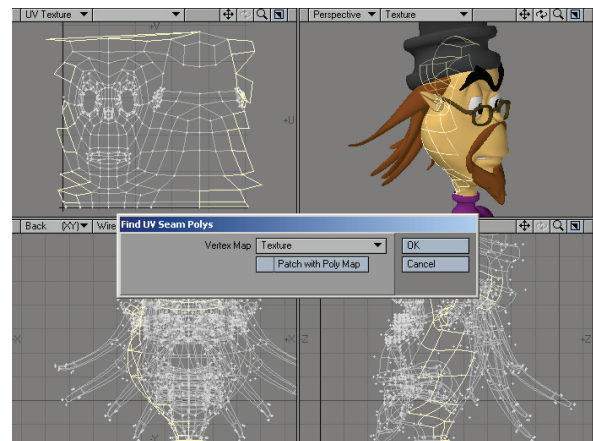 UV Texture
Perspective Texture
+V
+U
Back (XY) Wire
Find UV Seam Polys
Vertex Map Texture OK
Patch with Poly Map Cancel
-X +X -Z +Z
-Y